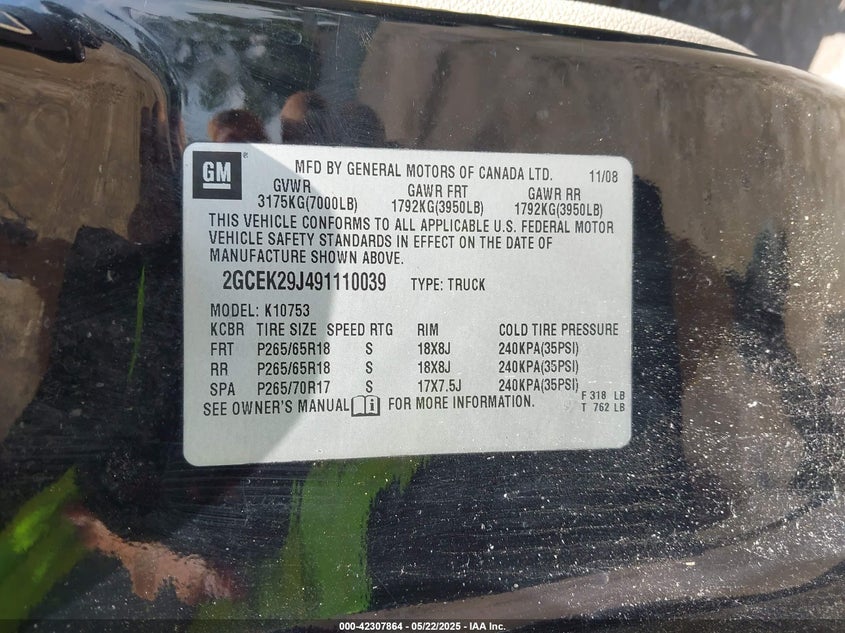 GM ® MFD BY GENERAL MOTORS OF CANADA LTD. 11/08
GVWR GAWR FRT GAWR RR
3175KG(7000LB) 1792KG(3950LB) 1792KG(3950LB)
THIS VEHICLE CONFORMS TO ALL APPLICABLE U.S. FEDERAL MOTOR
VEHICLE SAFETY STANDARDS IN EFFECT ON THE DATE OF
MANUFACTURE SHOWN ABOVE.
2GCEK29J491110039 TYPE: TRUCK
MODEL: K10753
KCBR TIRE SIZE SPEED RTG RIM COLD TIRE PRESSURE
FRT P265/65R18 S 18X8J 240KPA(35PSI)
RR P265/65R18 S 18X8J 240KPA(35PSI)
SPA P265/70R17 S 17X7.5J 240KPA(35PSI)
SEE OWNER'S MANUAL i FOR MORE INFORMATION.
F 318 LB
T 762 LB
000-42307864 - 05/22/2025 - IAA Inc.